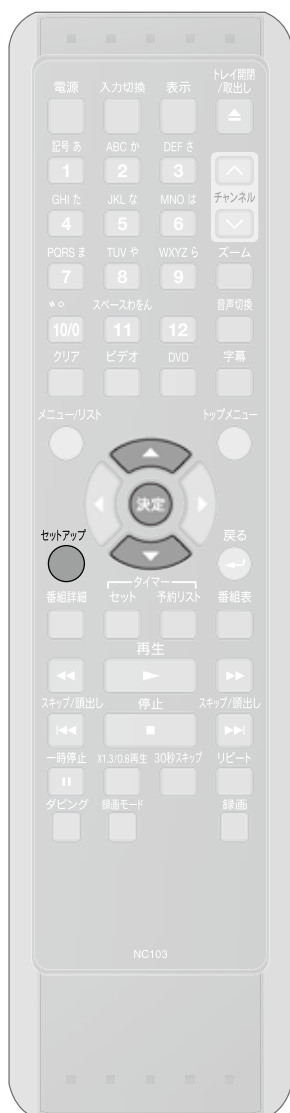 電源 入力切換 表示 トレイ開閉/取出し
記号 あ ABC か DEF さ
1 2 3
GHI た JKL な MNO は チャンネル
4 5 6
PQRS ま TUV や WXYZ ら ズーム
7 8 9
゛゜ スペースわをん 音声切換
10/0 11 12
クリア ビデオ DVD 字幕
メニュー/リスト トップメニュー
決定
セットアップ 戻る
タイマー
番組詳細 セット 予約リスト 番組表
再生
スキップ/頭出し 停止 スキップ/頭出し
一時停止 X1.3/0.8再生 30秒スキップ リピート
ダビング 録画モード 録画
NC103